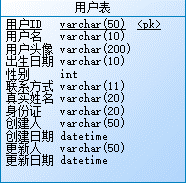 用户表
用户ID varchar(50) <pk>
用户名 varchar(10)
用户头像 varchar(200)
出生日期 varchar(10)
性别 int
联系方式 varchar(11)
真实姓名 varchar(20)
身份证 varchar(20)
创建人 varchar(50)
创建日期 datetime
更新人 varchar(50)
更新日期 datetime